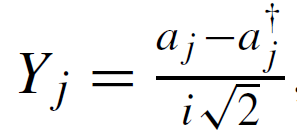 Y_j = \frac{a_j - a_j^\dagger}{i\sqrt{2}}.